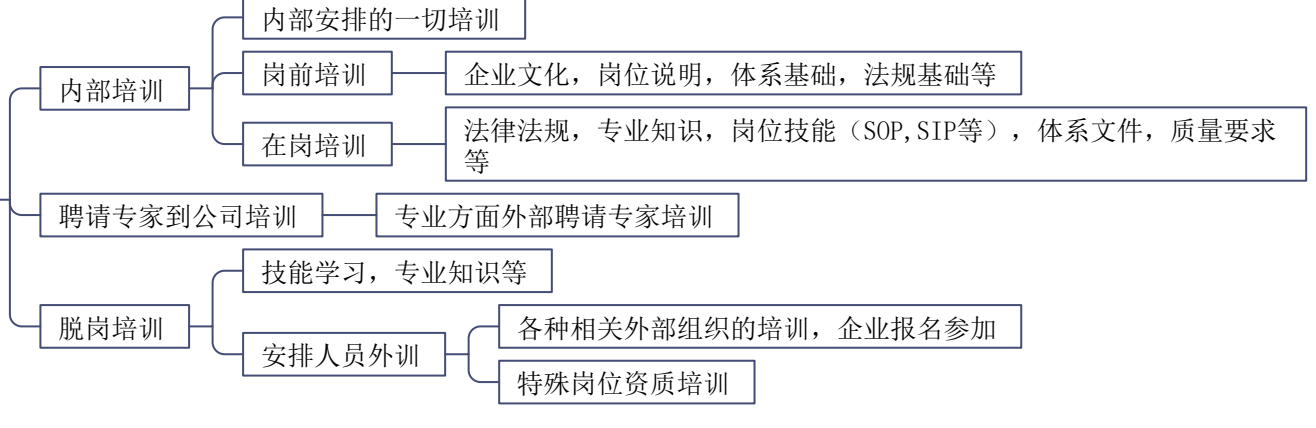 内部安排的一切培训
内部培训
岗前培训
企业文化，岗位说明，体系基础，法规基础等
在岗培训
法律法规，专业知识，岗位技能（SOP,SIP等），体系文件，质量要求
等
聘请专家到公司培训
专业方面外部聘请专家培训
技能学习，专业知识等
脱岗培训
安排人员外训
各种相关外部组织的培训，企业报名参加
特殊岗位资质培训